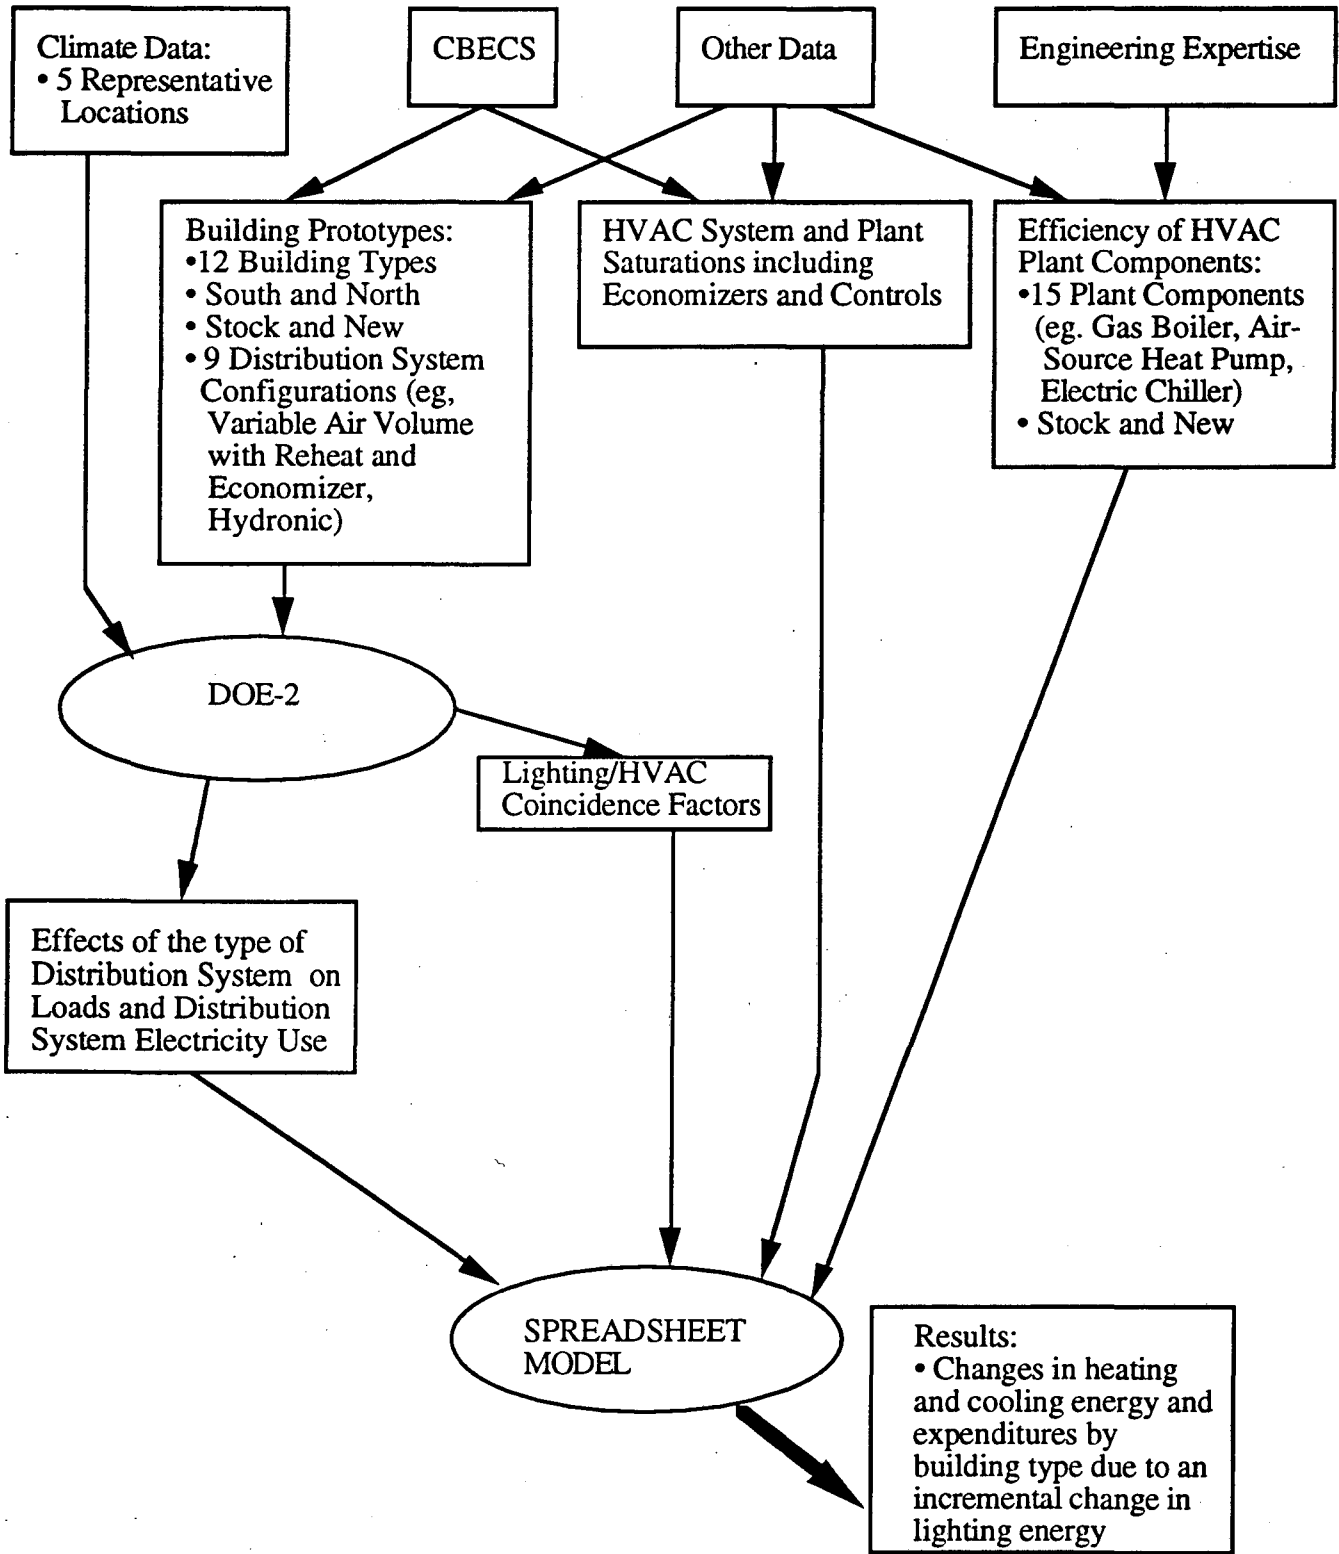 Climate Data:
• 5 Representative
Locations
CBECS
Other Data
Engineering Expertise
Building Prototypes:
•12 Building Types
• South and North
• Stock and New
• 9 Distribution System
Configurations (eg,
Variable Air Volume
with Reheat and
Economizer,
Hydronic)
HVAC System and Plant
Saturations including
Economizers and Controls
Efficiency of HVAC
Plant Components:
•15 Plant Components
(eg. Gas Boiler, Air-
Source Heat Pump,
Electric Chiller)
• Stock and New
DOE-2
Lighting/HVAC
Coincidence Factors
Effects of the type of
Distribution System on
Loads and Distribution
System Electricity Use
SPREADSHEET
MODEL
Results:
• Changes in heating
and cooling energy and
expenditures by
building type due to an
incremental change in
lighting energy